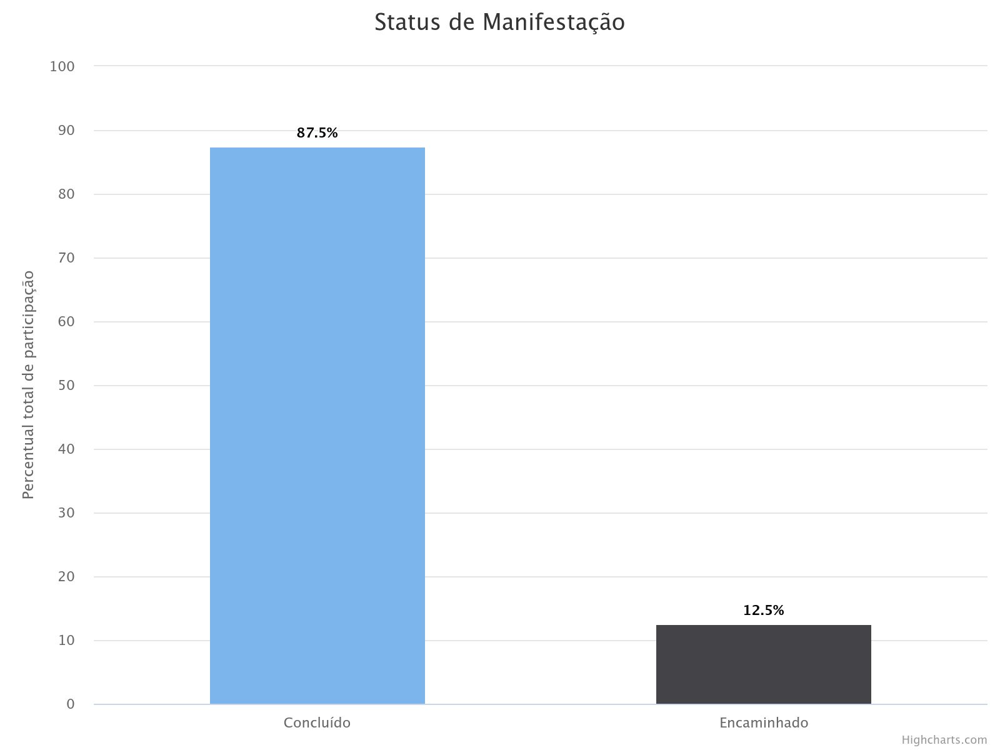 Status de Manifestação
100
90
80
70
60
50
40
30
20
10
0
Percentual total de participação
87.5%
12.5%
Concluído
Encaminhado
Highcharts.com